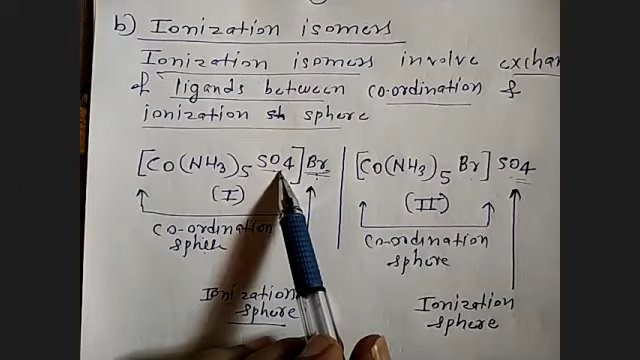 b) Ionization isomers
Ionization isomers involve exchan
of ligands between co-ordination &
ionization sphere
[Co(NH3)5 SO4] Br | [Co(NH3)5 Br] SO4
(I) (II)
co-ordination sphere
co-ordination sphere
Ionization sphere
Ionization sphere